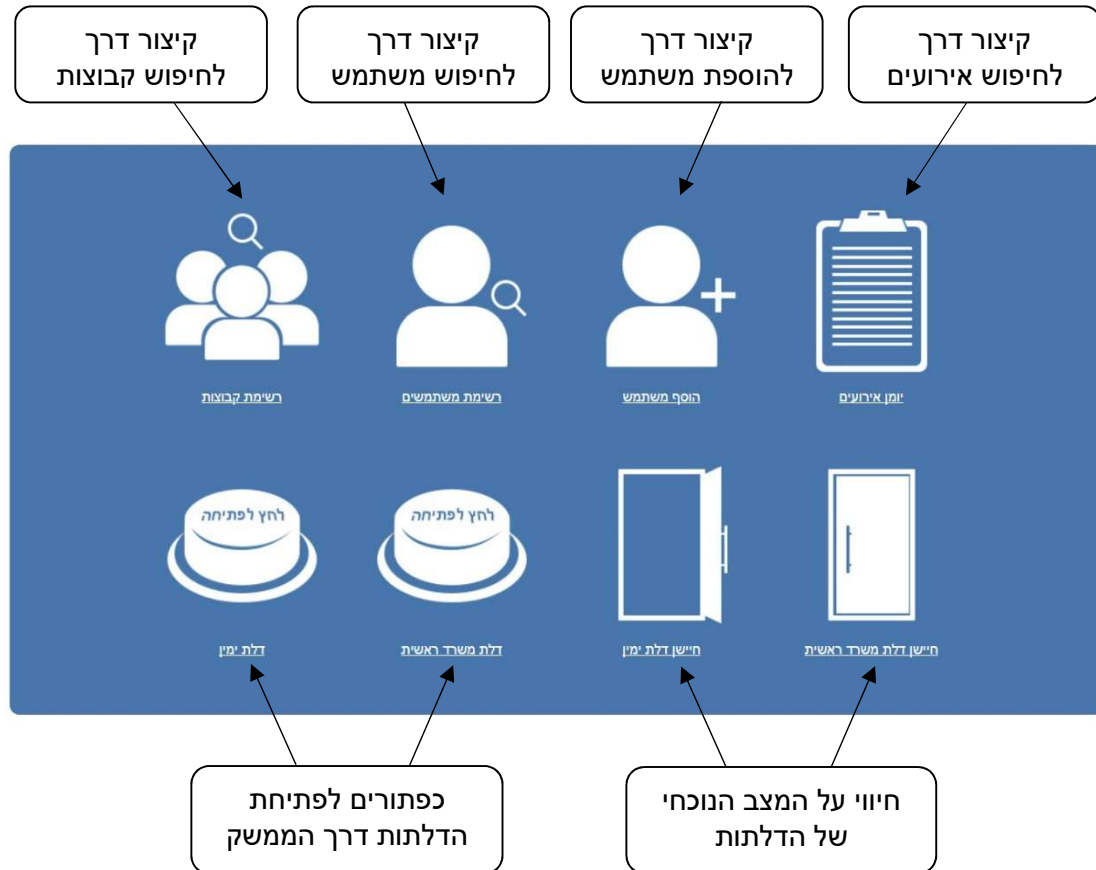 קיצור דרך
לחיפוש אירועים
קיצור דרך
להוספת משתמש
קיצור דרך
לחיפוש משתמש
קיצור דרך
לחיפוש קבוצות
יומן אירועים
הוסף משתמש
רשימת משתמשים
רשימת קבוצות
לחץ לפתיחה
לחץ לפתיחה
חיישן דלת משרד ראשית
חיישן דלת ימין
דלת משרד ראשית
דלת ימין
חיווי על המצב הנוכחי
של הדלתות
כפתורים לפתיחת
הדלתות דרך הממשק